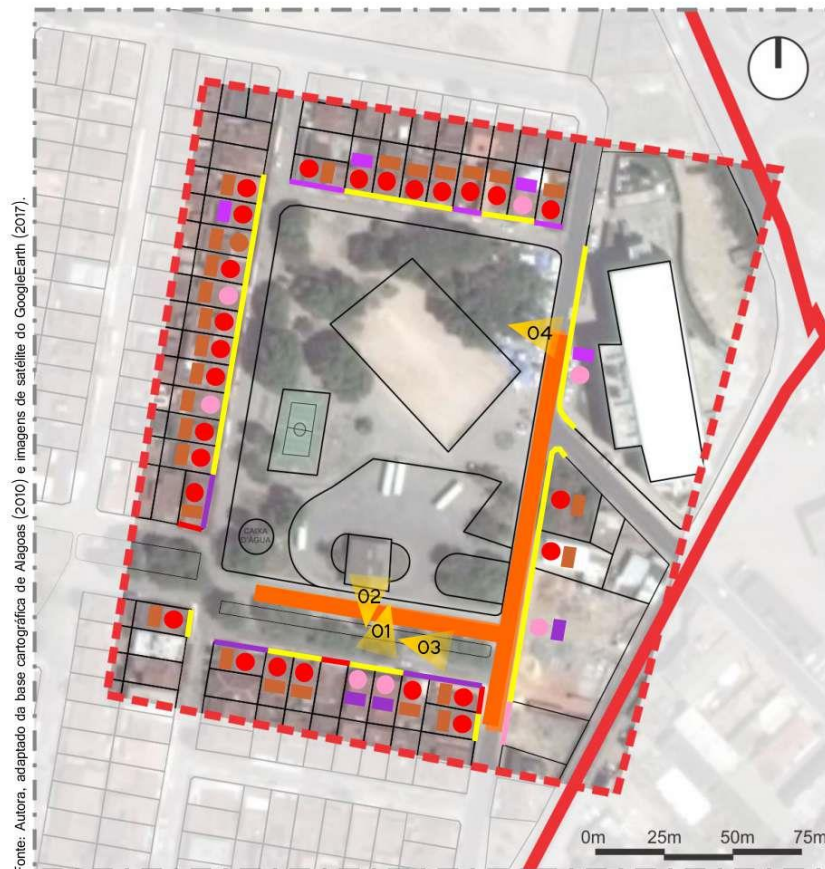 Fonte: Autora, adaptado da base cartográfica de Alagoas (2010) e imagens de satélite do GoogleEarth (2017).
04
CAIXA
D'ÁGUA
02
01
03
0m 25m 50m 75m